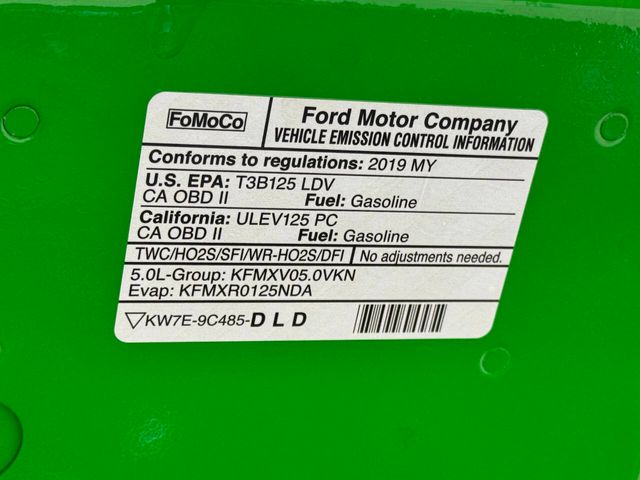 FoMoCo
Ford Motor Company
VEHICLE EMISSION CONTROL INFORMATION
Conforms to regulations: 2019 MY
U.S. EPA: T3B125 LDV
CA OBD II Fuel: Gasoline
California: ULEV125 PC
CA OBD II Fuel: Gasoline
TWC/HO2S/SFI/WR-HO2S/DFI No adjustments needed.
5.0L-Group: KFMXV05.0VKN
Evap: KFMXR0125NDA
KW7E-9C485-D L D